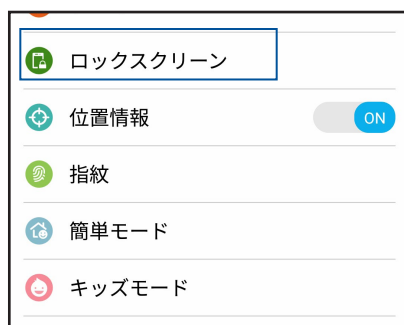 ロックスクリーン
位置情報
ON
指紋
簡単モード
キッズモード